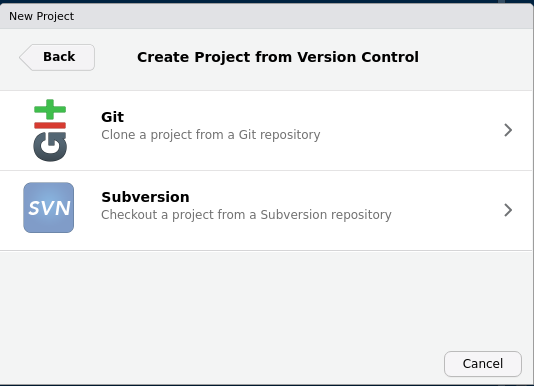 New Project
Back
Create Project from Version Control
git
Git
Clone a project from a Git repository
SVN
Subversion
Checkout a project from a Subversion repository
Cancel